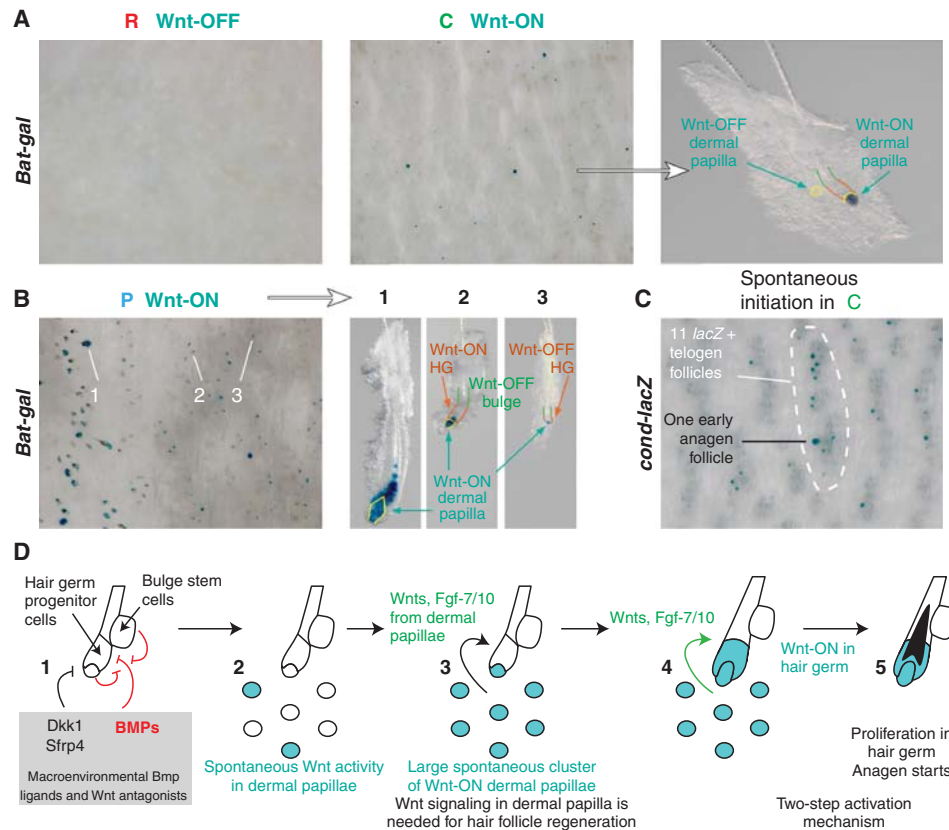 A
R Wnt-OFF
C Wnt-ON
Bat-gal
Wnt-OFF
dermal
papilla
Wnt-ON
dermal
papilla
B
P Wnt-ON
1
2
3
Bat-gal
1
2
3
Wnt-ON
HG
Wnt-OFF
HG
Wnt-OFF
bulge
Wnt-ON
dermal
papilla
Spontaneous
initiation in C
C
cond-lacZ
11 lacZ +
telogen
follicles
One early
anagen
follicle
D
Hair germ
progenitor
cells
Bulge stem
cells
1
Dkk1
Sfrp4
BMPs
Macroenvironmental Bmp
ligands and Wnt antagonists
2
Spontaneous Wnt activity
in dermal papillae
Wnts, Fgf-7/10
from dermal
papillae
3
Large spontaneous cluster
of Wnt-ON dermal papillae
Wnt signaling in dermal papilla is
needed for hair follicle regeneration
Wnts, Fgf-7/10
4
Wnt-ON in
hair germ
5
Proliferation in
hair germ
Anagen starts
Two-step activation
mechanism